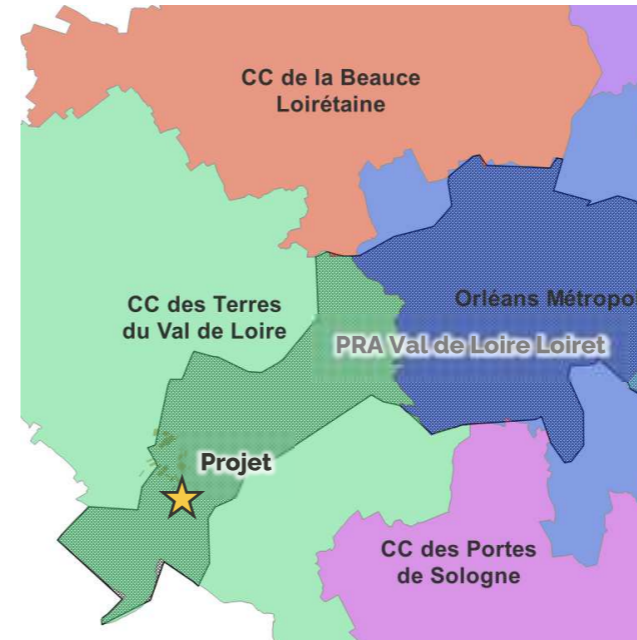 CC de la Beauce
Loirétaine
CC des Terres
du Val de Loire
Orléans Métropol
PRA Val de Loire Loiret
Projet
CC des Portes
de Sologne